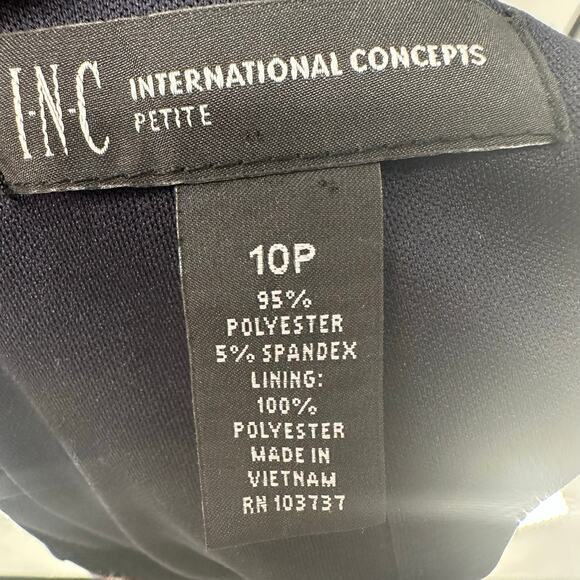 I·N·C INTERNATIONAL CONCEPTS
PETITE
10P
95%
POLYESTER
5% SPANDEX
LINING:
100%
POLYESTER
MADE IN
VIETNAM
RN 103737